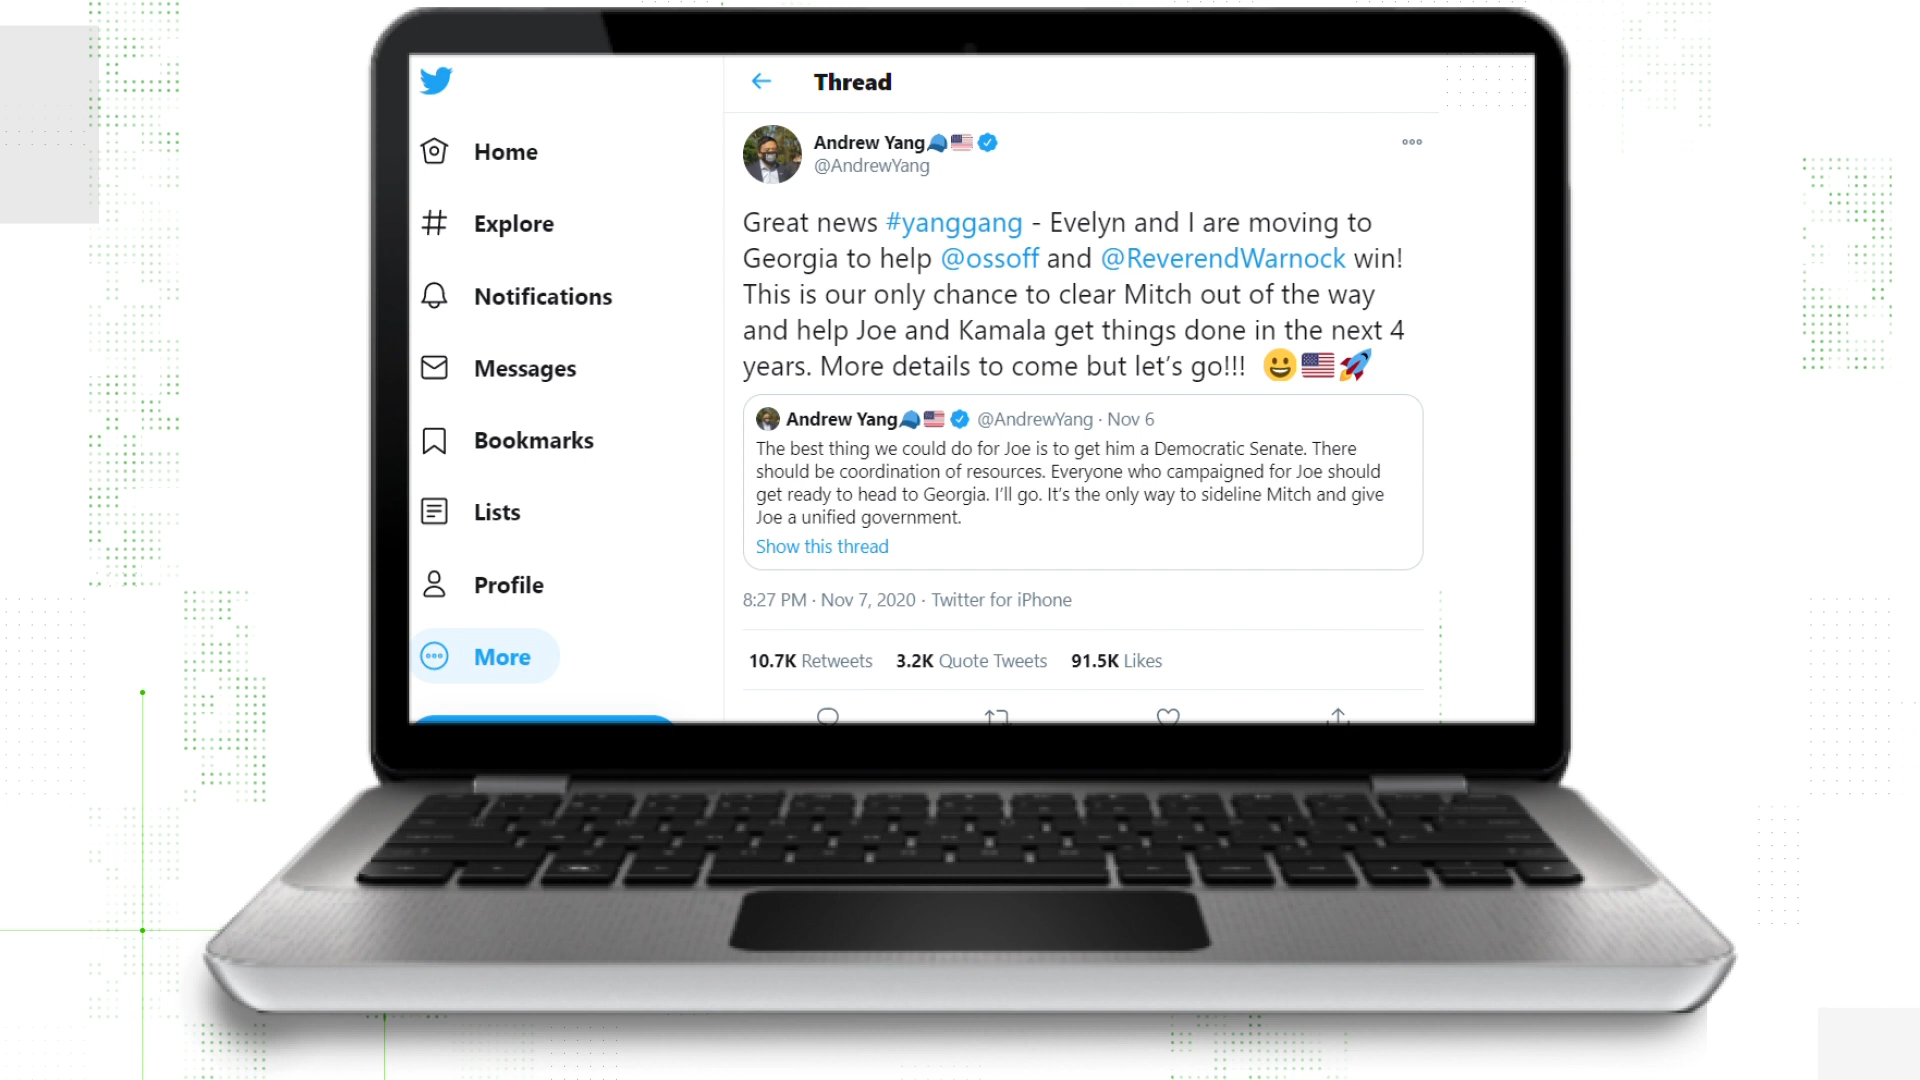 Home
Explore
Notifications
Messages
Bookmarks
Lists
Profile
More
Thread
Andrew Yang🧢🇺🇸
@AndrewYang
Great news #yanggang - Evelyn and I are moving to
Georgia to help @ossoff and @ReverendWarnock win!
This is our only chance to clear Mitch out of the way
and help Joe and Kamala get things done in the next 4
years. More details to come but let’s go!!! 😀🇺🇸🚀
Andrew Yang🧢🇺🇸 @AndrewYang · Nov 6
The best thing we could do for Joe is to get him a Democratic Senate. There
should be coordination of resources. Everyone who campaigned for Joe should
get ready to head to Georgia. I’ll go. It’s the only way to sideline Mitch and give
Joe a unified government.
Show this thread
8:27 PM · Nov 7, 2020 · Twitter for iPhone
10.7K Retweets 3.2K Quote Tweets 91.5K Likes